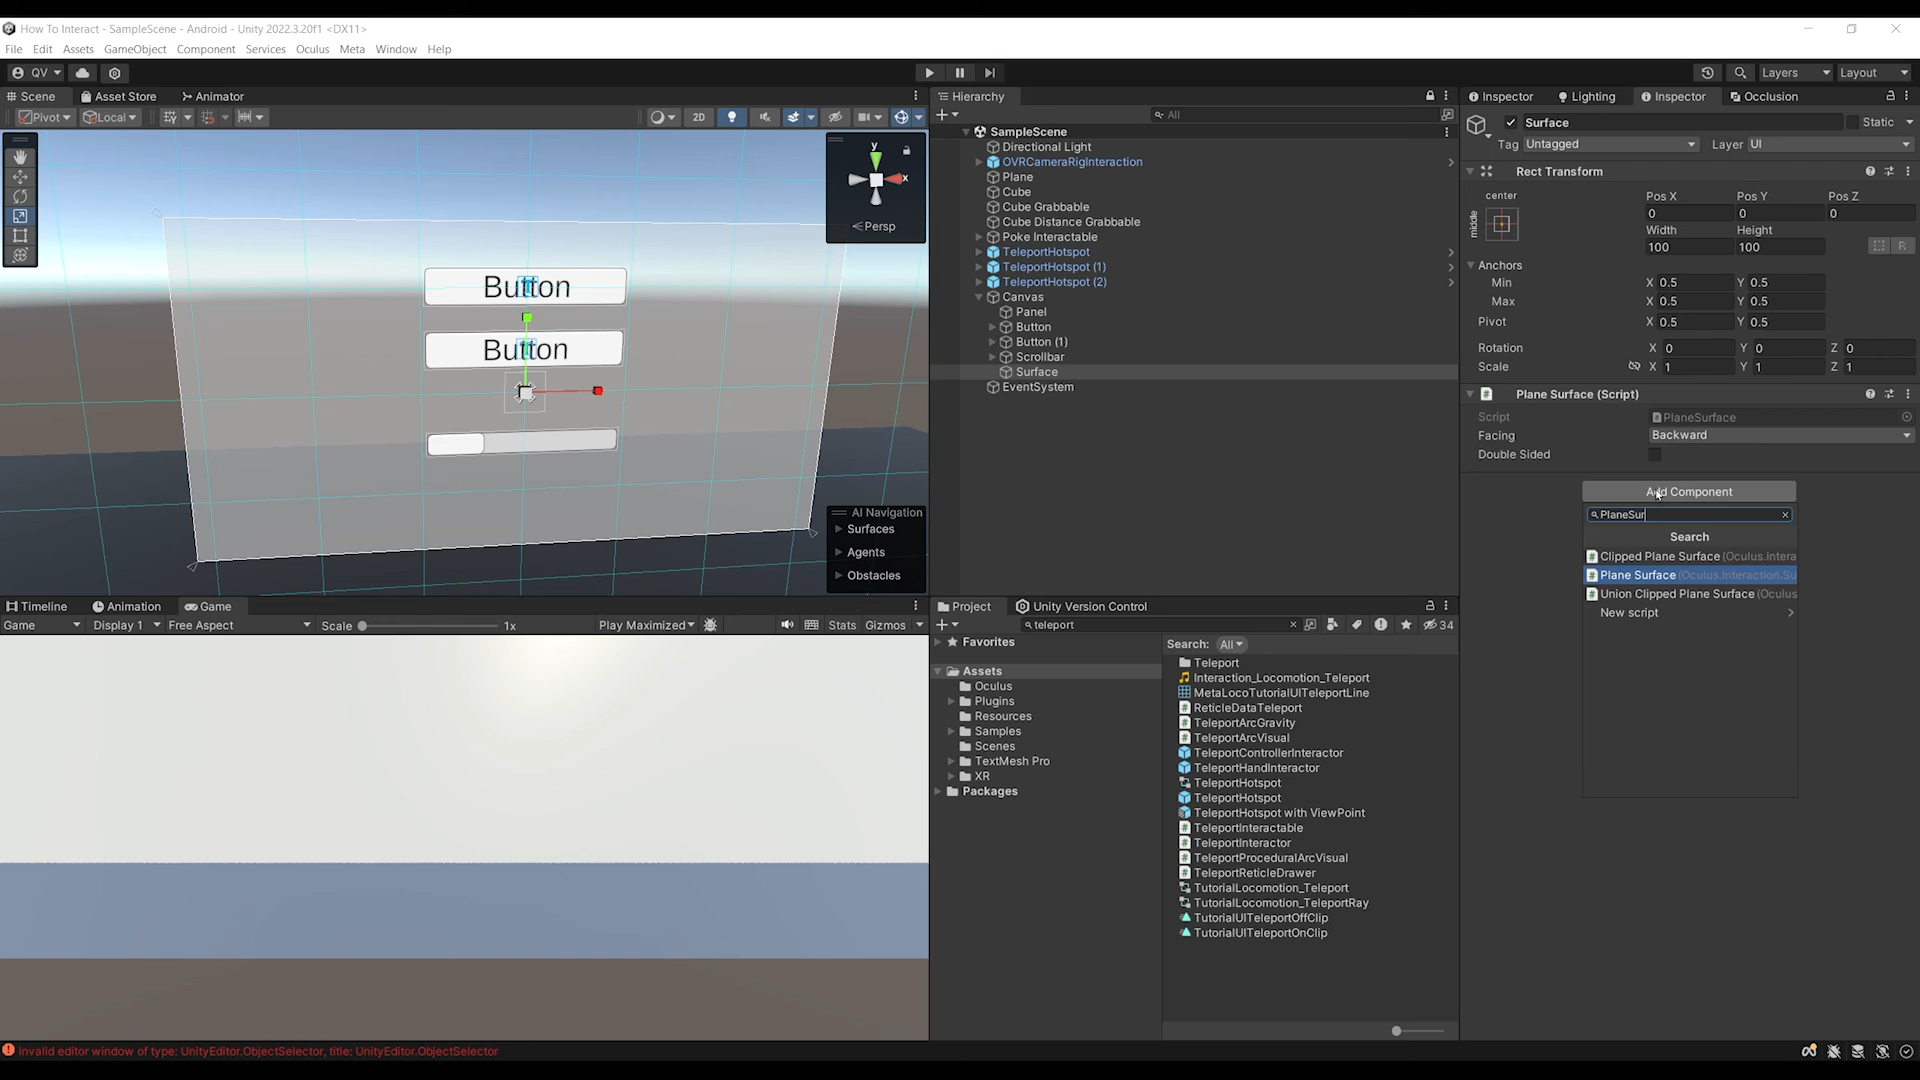 How To Interact - SampleScene - Android - Unity 2022.3.20f1 <DX11>
File Edit Assets GameObject Component Services Oculus Meta Window Help
QV Layers Layout
Scene Asset Store Animator
Pivot Local 2D
y
x
Persp
Button
Button
AI Navigation
Surfaces
Agents
Obstacles
Timeline Animation Game
Game Display 1 Free Aspect Scale 1x Play Maximized Stats Gizmos
Hierarchy
All
SampleScene
Directional Light
OVRCameraRigInteraction
Plane
Cube
Cube Grabbable
Cube Distance Grabbable
Poke Interactable
TeleportHotspot
TeleportHotspot (1)
TeleportHotspot (2)
Canvas
Panel
Button
Button (1)
Scrollbar
Surface
EventSystem
Project Unity Version Control
teleport 34
Favorites
Assets
Oculus
Plugins
Resources
Samples
Scenes
TextMesh Pro
XR
Packages
Search: All
Teleport
Interaction_Locomotion_Teleport
MetaLocoTutorialUITeleportLine
ReticleDataTeleport
TeleportArcGravity
TeleportArcVisual
TeleportControllerInteractor
TeleportHandInteractor
TeleportHotspot
TeleportHotspot
TeleportHotspot with ViewPoint
TeleportInteractable
TeleportInteractor
TeleportProceduralArcVisual
TeleportReticleDrawer
TutorialLocomotion_Teleport
TutorialLocomotion_TeleportRay
TutorialUITeleportOffClip
TutorialUITeleportOnClip
Inspector Lighting Inspector Occlusion
Surface Static
Tag Untagged Layer UI
Rect Transform
center Pos X Pos Y Pos Z
middle 0 0 0
Width Height
100 100 R
Anchors
Min X 0.5 Y 0.5
Max X 0.5 Y 0.5
Pivot X 0.5 Y 0.5
Rotation X 0 Y 0 Z 0
Scale X 1 Y 1 Z 1
Plane Surface (Script)
Script PlaneSurface
Facing Backward
Double Sided
Add Component
PlaneSur
Search
Clipped Plane Surface (Oculus.Intera
Plane Surface (Oculus.Interaction.Su
Union Clipped Plane Surface (Oculus
New script
Invalid editor window of type: UnityEditor.ObjectSelector, title: UnityEditor.ObjectSelector